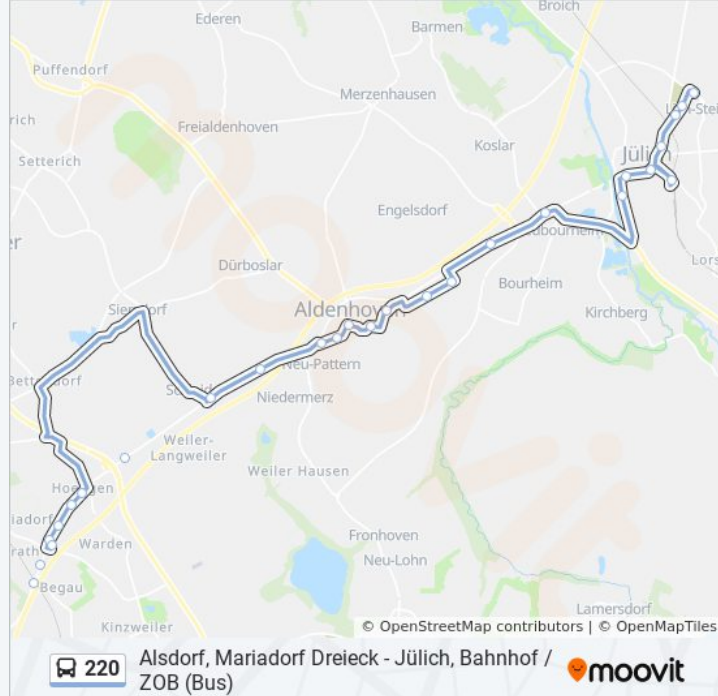 Broich
Ederen
Barmen
Puffendorf
Merzenhausen
Freialdenhoven
Setterich
Koslar
Jülich
Engelsdorf
Dürboslar
Bourheim
Aldenhoven
Kirchberg
Neu-Pattern
Niedermerz
Weiler-
Langweiler
Weiler Hausen
Warden
Fronhoven
Neu-Lohn
Begau
Kinzweiler
Lamersdorf
© OpenStreetMap contributors | © OpenMapTiles
220
Alsdorf, Mariadorf Dreieck - Jülich, Bahnhof /
ZOB (Bus)
moovit